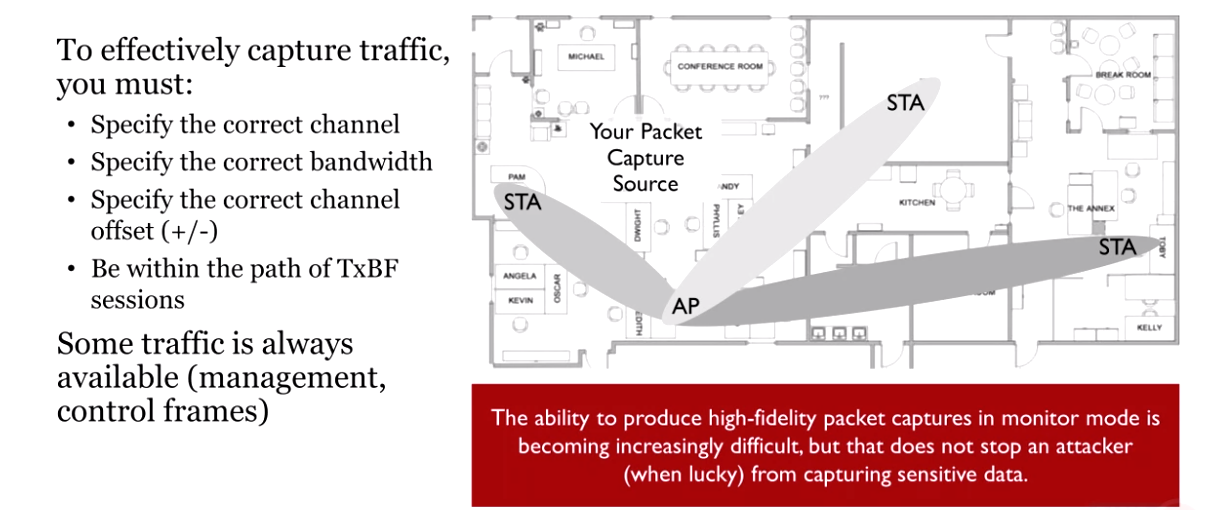 To effectively capture traffic,
you must:
• Specify the correct channel
• Specify the correct bandwidth
• Specify the correct channel
offset (+/-)
• Be within the path of TxBF
sessions
Some traffic is always
available (management,
control frames)
MICHAEL
CONFERENCE ROOM
???
BREAK ROOM
STA
Your Packet
Capture
Source
PAM
STA
NDY
DWIGHT
PHYLLIS
EY
KITCHEN
THE ANNEX
STA
TOBY
ANGELA
KEVIN
OSCAR
EDITH
AP
OOM
KELLY
The ability to produce high-fidelity packet captures in monitor mode is
becoming increasingly difficult, but that does not stop an attacker
(when lucky) from capturing sensitive data.